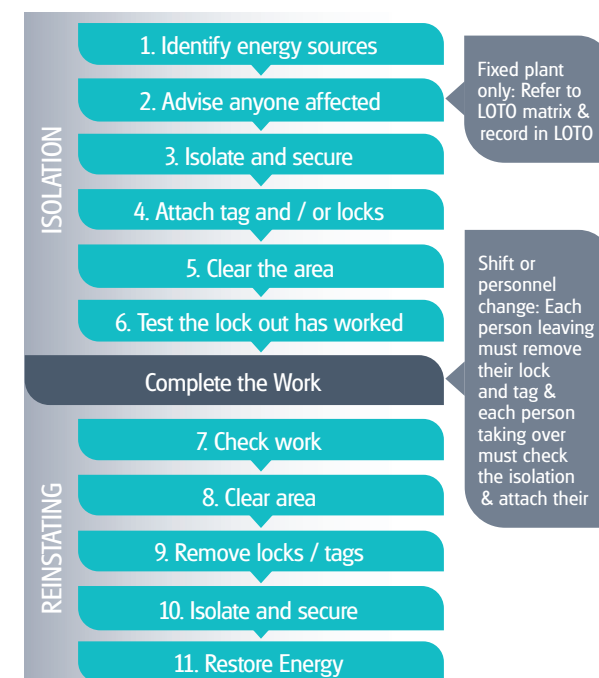 ISOLATION
1. Identify energy sources
2. Advise anyone affected
Fixed plant
only: Refer to
LOTO matrix &
record in LOTO
3. Isolate and secure
4. Attach tag and / or locks
5. Clear the area
6. Test the lock out has worked
Complete the Work
Shift or
personnel
change: Each
person leaving
must remove
their lock
and tag &
each person
taking over
must check
the isolation
& attach their
REINSTATING
7. Check work
8. Clear area
9. Remove locks / tags
10. Isolate and secure
11. Restore Energy